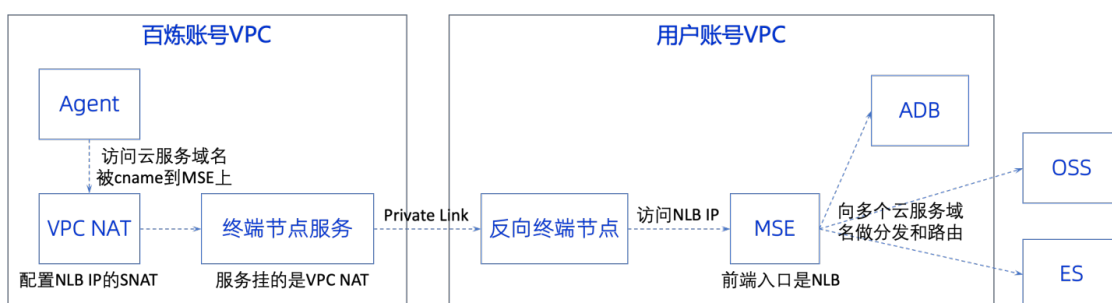 百炼账号VPC
Agent
访问云服务域名
被cname到MSE上
VPC NAT
配置NLB IP的SNAT
终端节点服务
服务挂的是VPC NAT
Private Link
用户账号VPC
反向终端节点
访问NLB IP
MSE
前端入口是NLB
向多个云服务域
名做分发和路由
ADB
OSS
ES